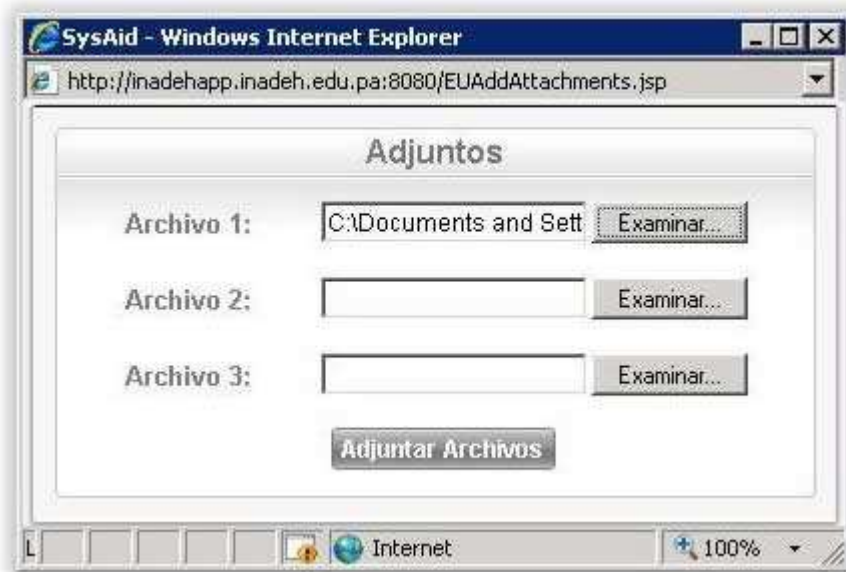 SysAid - Windows Internet Explorer
http://inadehapp.inadeh.edu.pa:8080/EUAddAttachments.jsp
Adjuntos
Archivo 1: C:\Documents and Sett Examinar...
Archivo 2: Examinar...
Archivo 3: Examinar...
Adjuntar Archivos
L Internet 100%